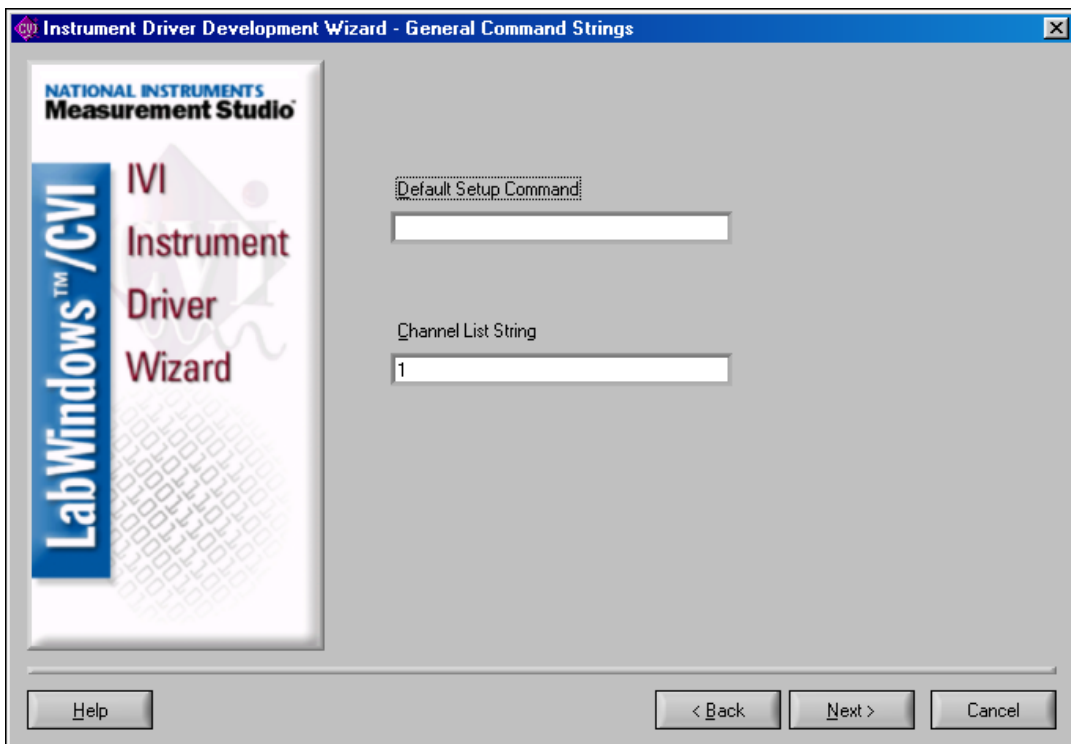 Instrument Driver Development Wizard - General Command Strings
NATIONAL INSTRUMENTS
Measurement Studio
LabWindows™/CVI
IVI
Instrument
Driver
Wizard
Default Setup Command
Channel List String
1
Help
< Back
Next >
Cancel